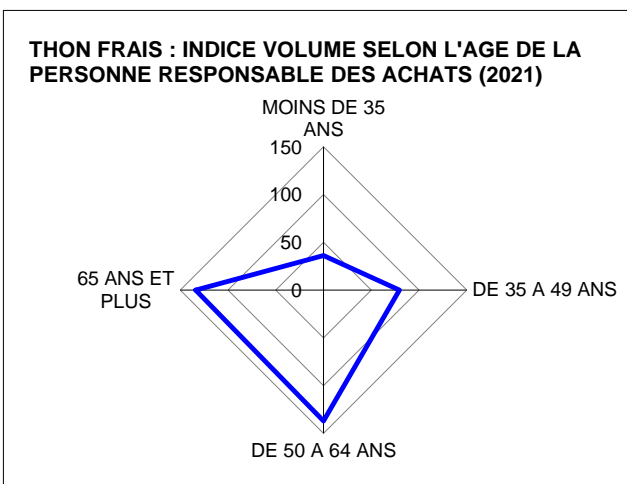 THON FRAIS : INDICE VOLUME SELON L'AGE DE LA
PERSONNE RESPONSABLE DES ACHATS (2021)
MOINS DE 35
ANS
150
100
50
0
65 ANS ET
PLUS
DE 35 A 49 ANS
DE 50 A 64 ANS